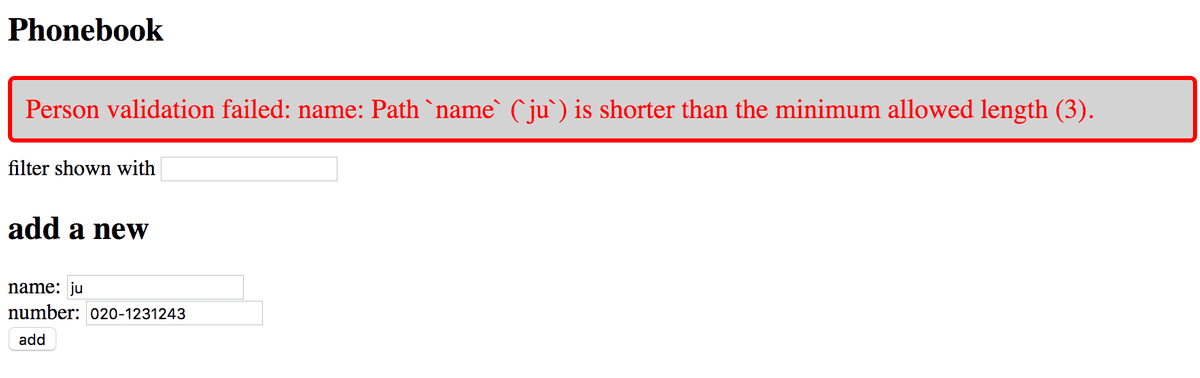 Phonebook
Person validation failed: name: Path `name` (`ju`) is shorter than the minimum allowed length (3).
filter shown with
add a new
name: ju
number: 020-1231243
add